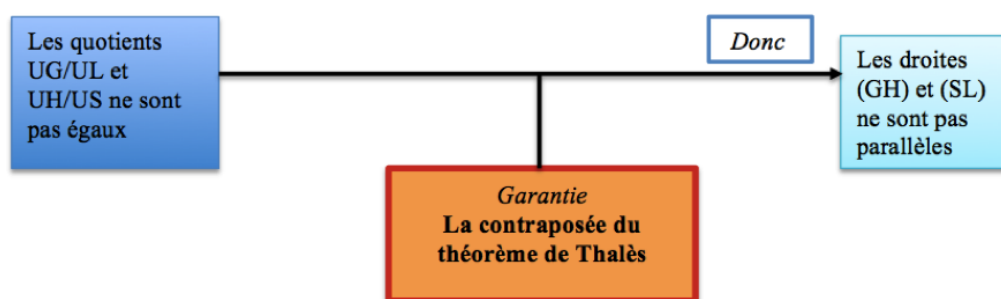 Les quotients
UG/UL et
UH/US ne sont
pas égaux
Donc
Les droites
(GH) et (SL)
ne sont pas
parallèles
Garantie
La contraposée du
théorème de Thalès